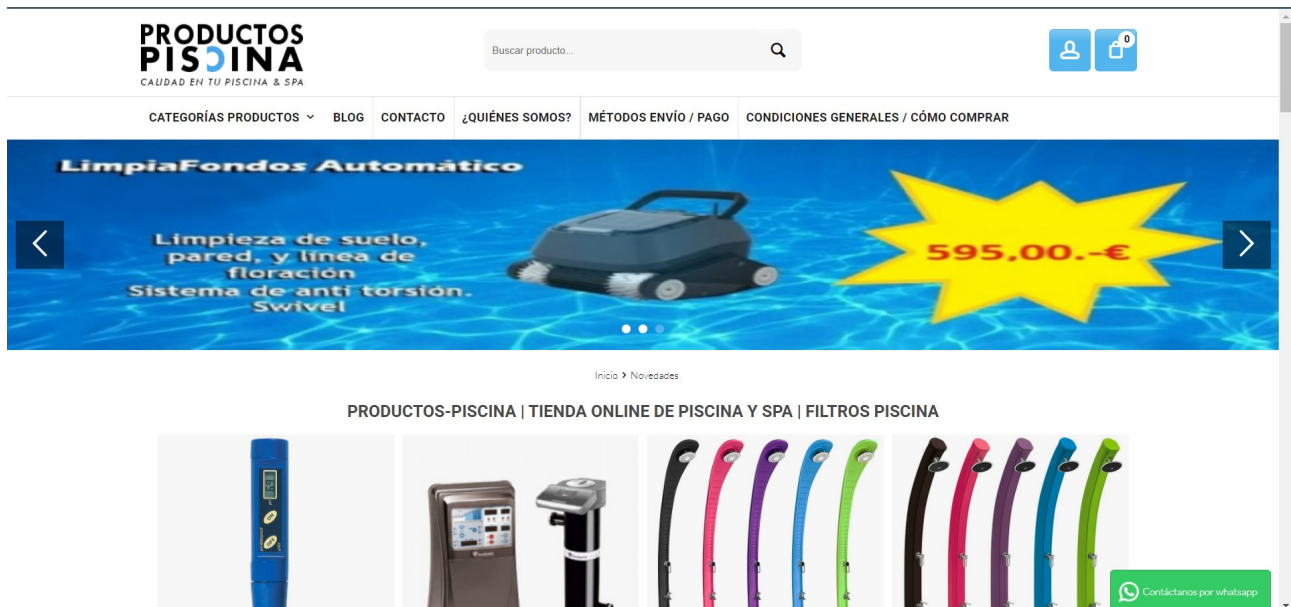 PRODUCTOS
PISCINA
CALIDAD EN TU PISCINA & SPA
Buscar producto...
0
CATEGORÍAS PRODUCTOS
BLOG
CONTACTO
¿QUIÉNES SOMOS?
MÉTODOS ENVÍO / PAGO
CONDICIONES GENERALES / CÓMO COMPRAR
LimpiaFondos Automático
Limpieza de suelo,
pared, y línea de
floración
Sistema de anti torsión.
Swivel
595,00.-€
Inicio > Novedades
PRODUCTOS-PISCINA | TIENDA ONLINE DE PISCINA Y SPA | FILTROS PISCINA
Contáctanos por whatsapp